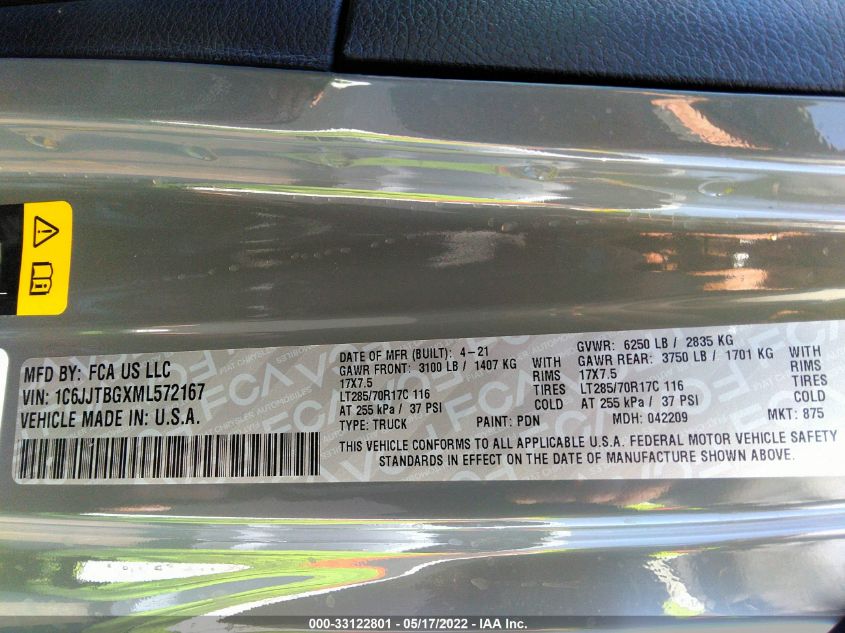 MFD BY: FCA US LLC
VIN: 1C6JJTBGXML572167
VEHICLE MADE IN U.S.A.
DATE OF MFR (BUILT): 4-21
GVWR: 6250 LB / 2835 KG
GAWR FRONT: 3100 LB / 1407 KG WITH
17X7.5 RIMS
LT285/70R17C 116 TIRES
AT 255 kPa / 37 PSI COLD
GAWR REAR: 3750 LB / 1701 KG WITH
17X7.5 RIMS
LT285/70R17C 116 TIRES
AT 255 kPa / 37 PSI COLD
TYPE: TRUCK PAINT: PDN MDH: 042209 MKT: 875
THIS VEHICLE CONFORMS TO ALL APPLICABLE U.S.A. FEDERAL MOTOR VEHICLE SAFETY
STANDARDS IN EFFECT ON THE DATE OF MANUFACTURE SHOWN ABOVE.
000-33122801 - 05/17/2022 - IAA Inc.